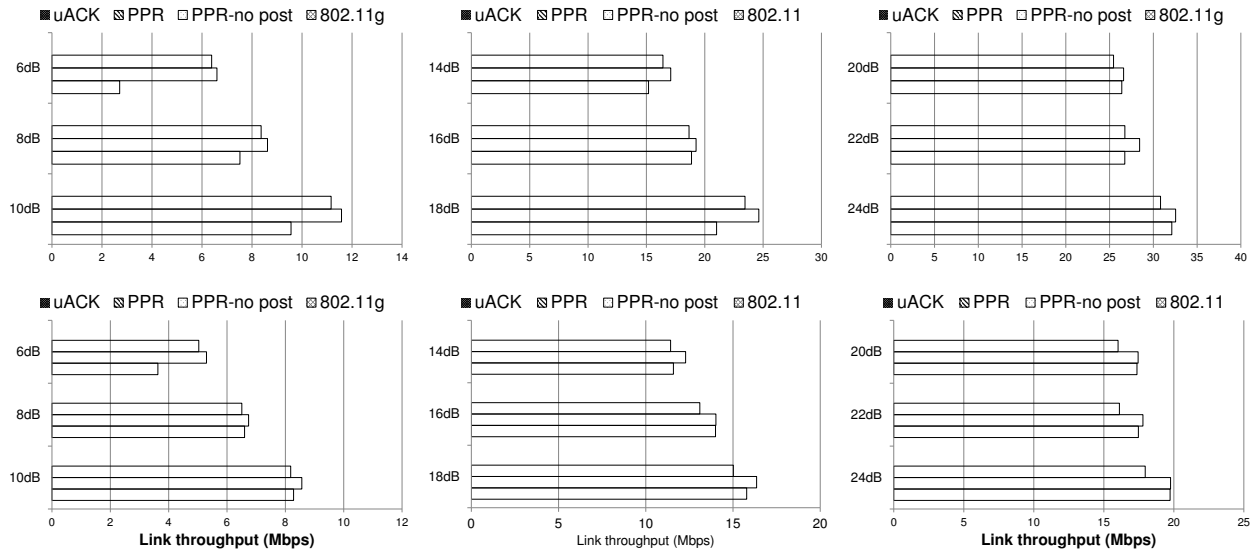 uACK PPR PPR-no post 802.11g
6dB
8dB
10dB
0 2 4 6 8 10 12 14
uACK PPR PPR-no post 802.11
14dB
16dB
18dB
0 5 10 15 20 25 30
uACK PPR PPR-no post 802.11g
20dB
22dB
24dB
0 5 10 15 20 25 30 35 40
uACK PPR PPR-no post 802.11g
6dB
8dB
10dB
0 2 4 6 8 10 12
Link throughput (Mbps)
uACK PPR PPR-no post 802.11
14dB
16dB
18dB
0 5 10 15 20
Link throughput (Mbps)
uACK PPR PPR-no post 802.11
20dB
22dB
24dB
0 5 10 15 20 25
Link throughput (Mbps)